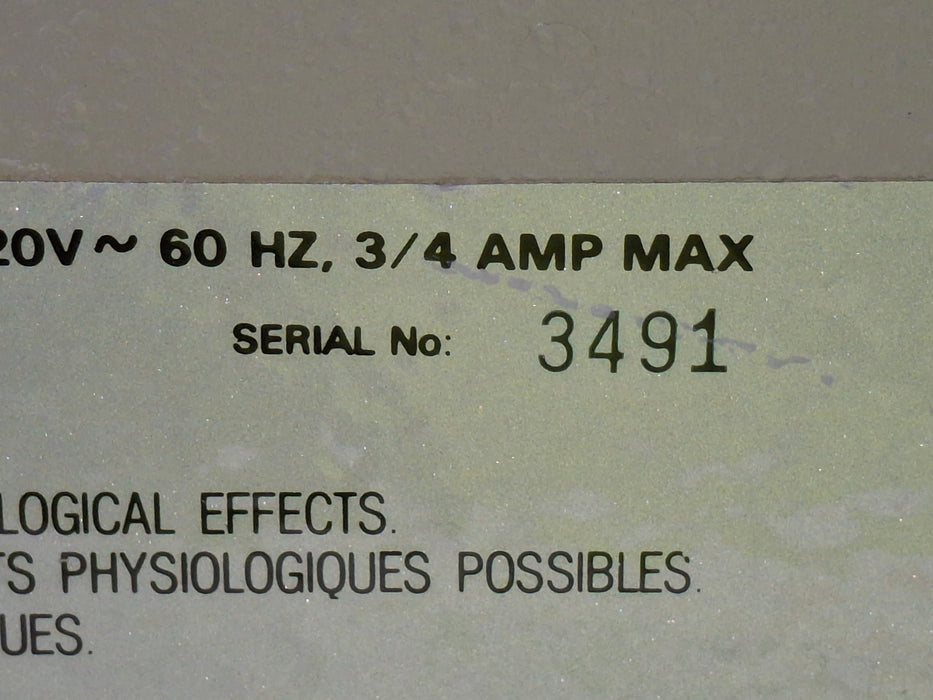 20V~ 60 HZ, 3/4 AMP MAX
SERIAL No: 3491
LOGICAL EFFECTS.
TS PHYSIOLOGIQUES POSSIBLES.
UES.